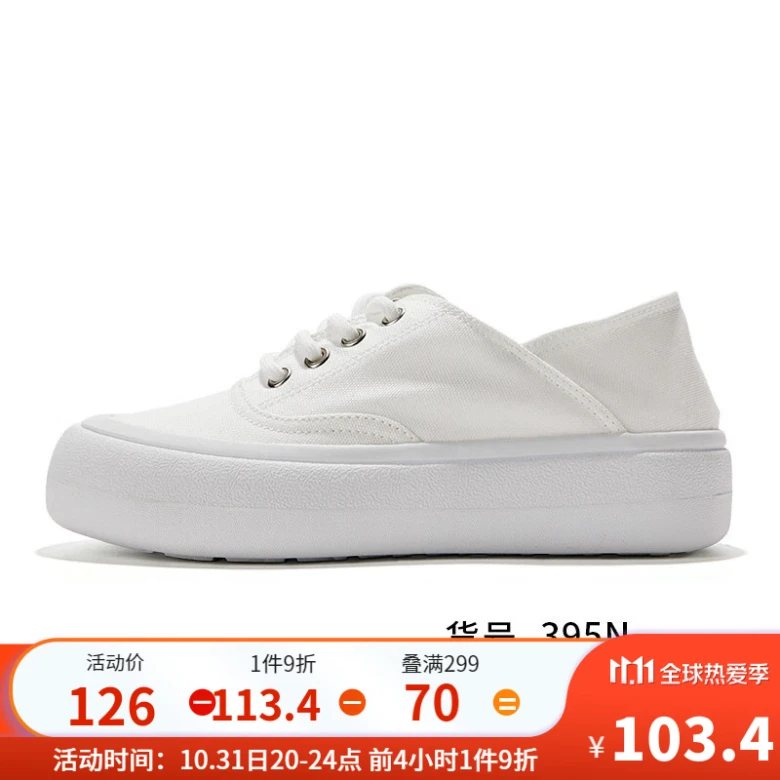 货号 395N
活动价 1件9折 叠满299
126 113.4 70
活动时间：10.31日20-24点 前4小时1件9折
11.11 全球热爱季
¥ 103.4